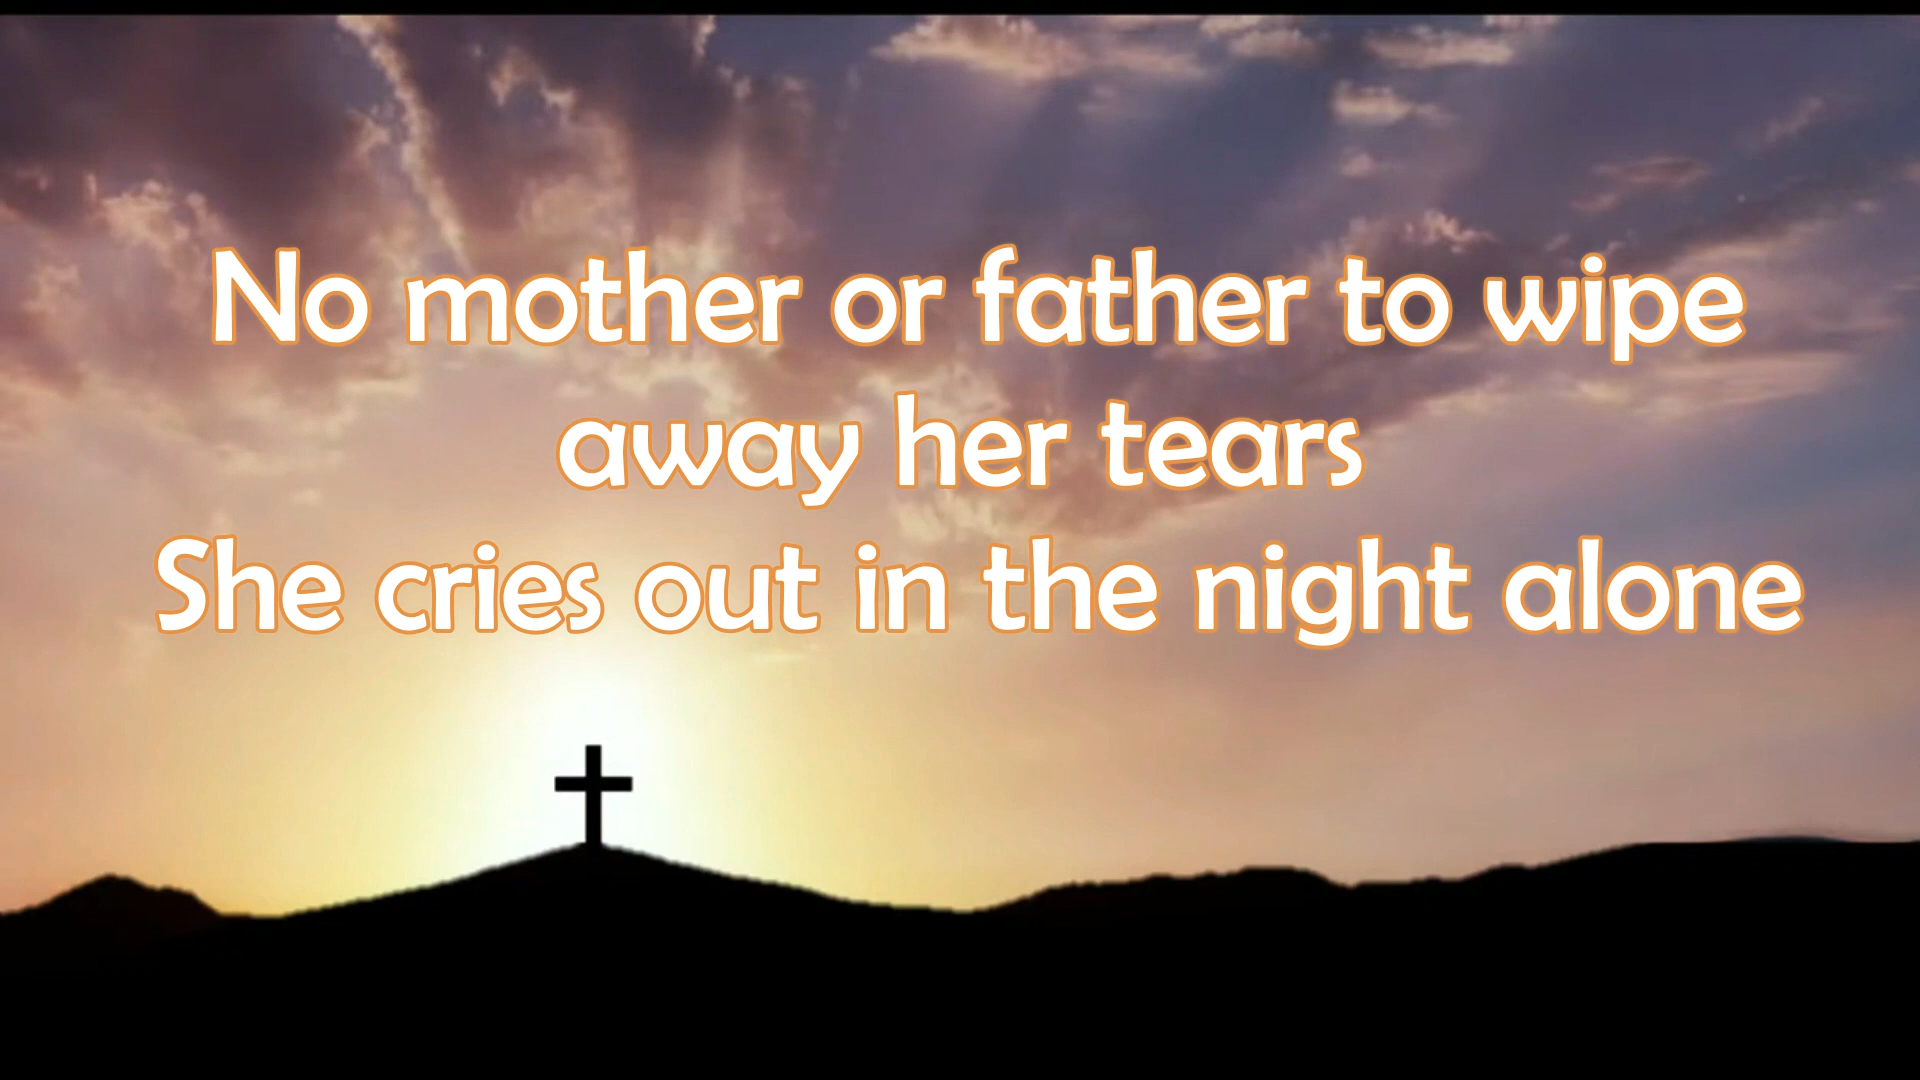 No mother or father to wipe
away her tears
She cries out in the night alone